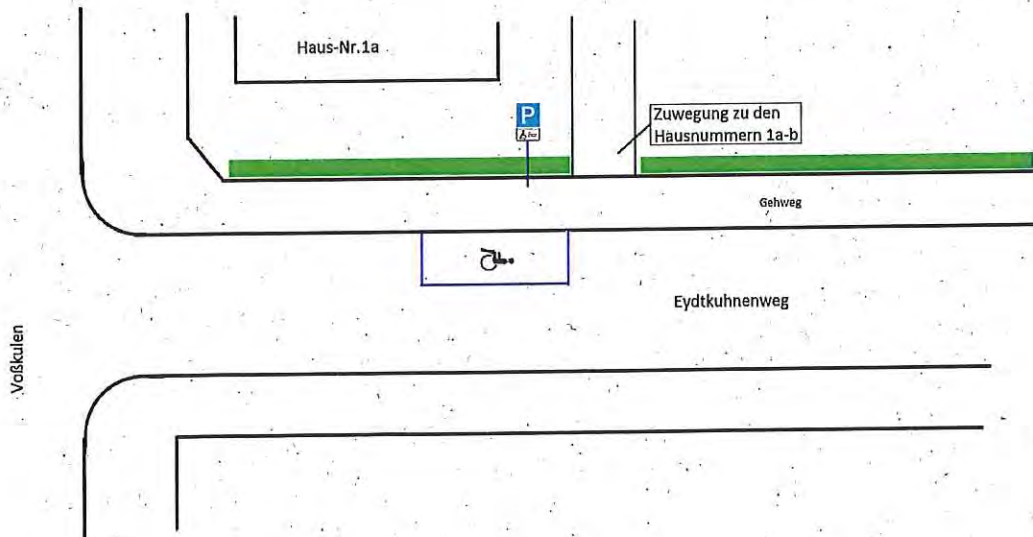 Haus-Nr.1a
P
Zuwegung zu den
Hausnummern 1a-b
Gehweg
Eydtkuhnenweg
Voßkulen